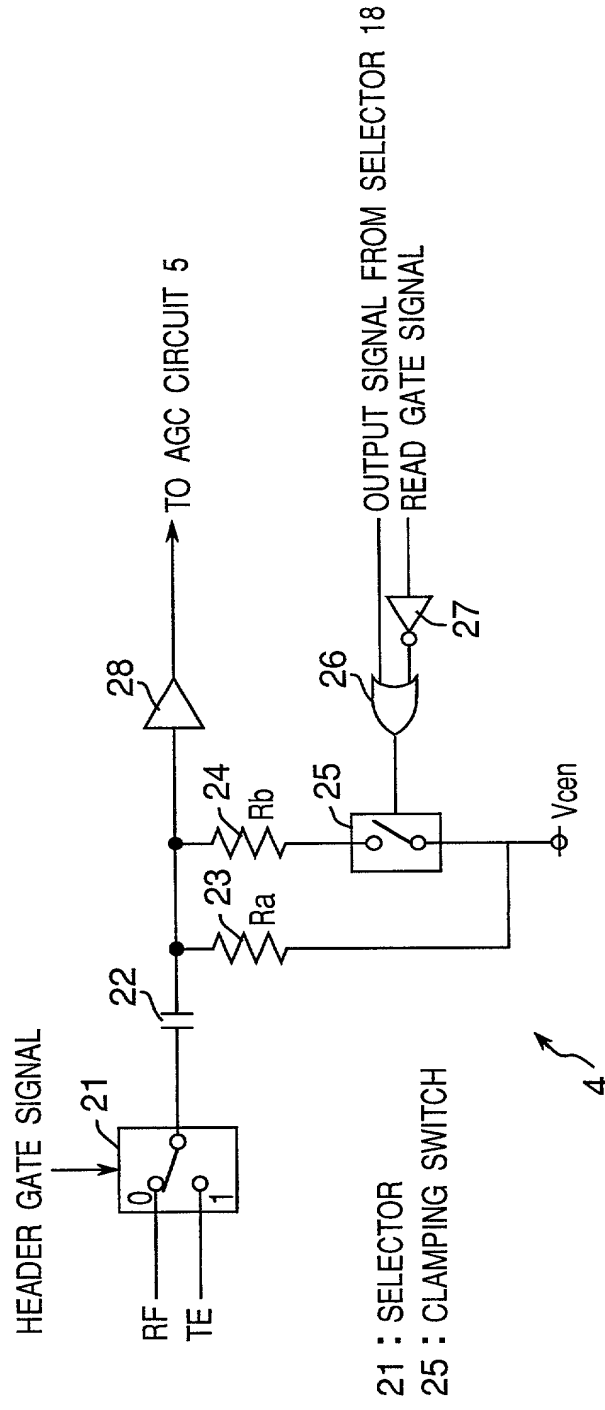 HEADER GATE SIGNAL
21
0
1
RF
TE
22
23
Ra
24
Rb
28
TO AGC CIRCUIT 5
25
26
27
OUTPUT SIGNAL FROM SELECTOR 18
READ GATE SIGNAL
Vcen
4
21 : SELECTOR
25 : CLAMPING SWITCH